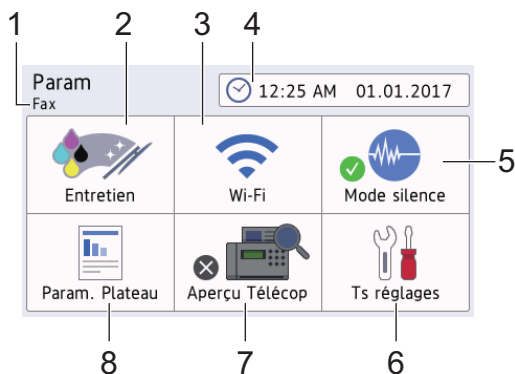 1 2 3 4
Param
Fax
12:25 AM 01.01.2017
Entretien Wi-Fi Mode silence
5
Param. Plateau Aperçu Télécop Ts réglages
8 7 6